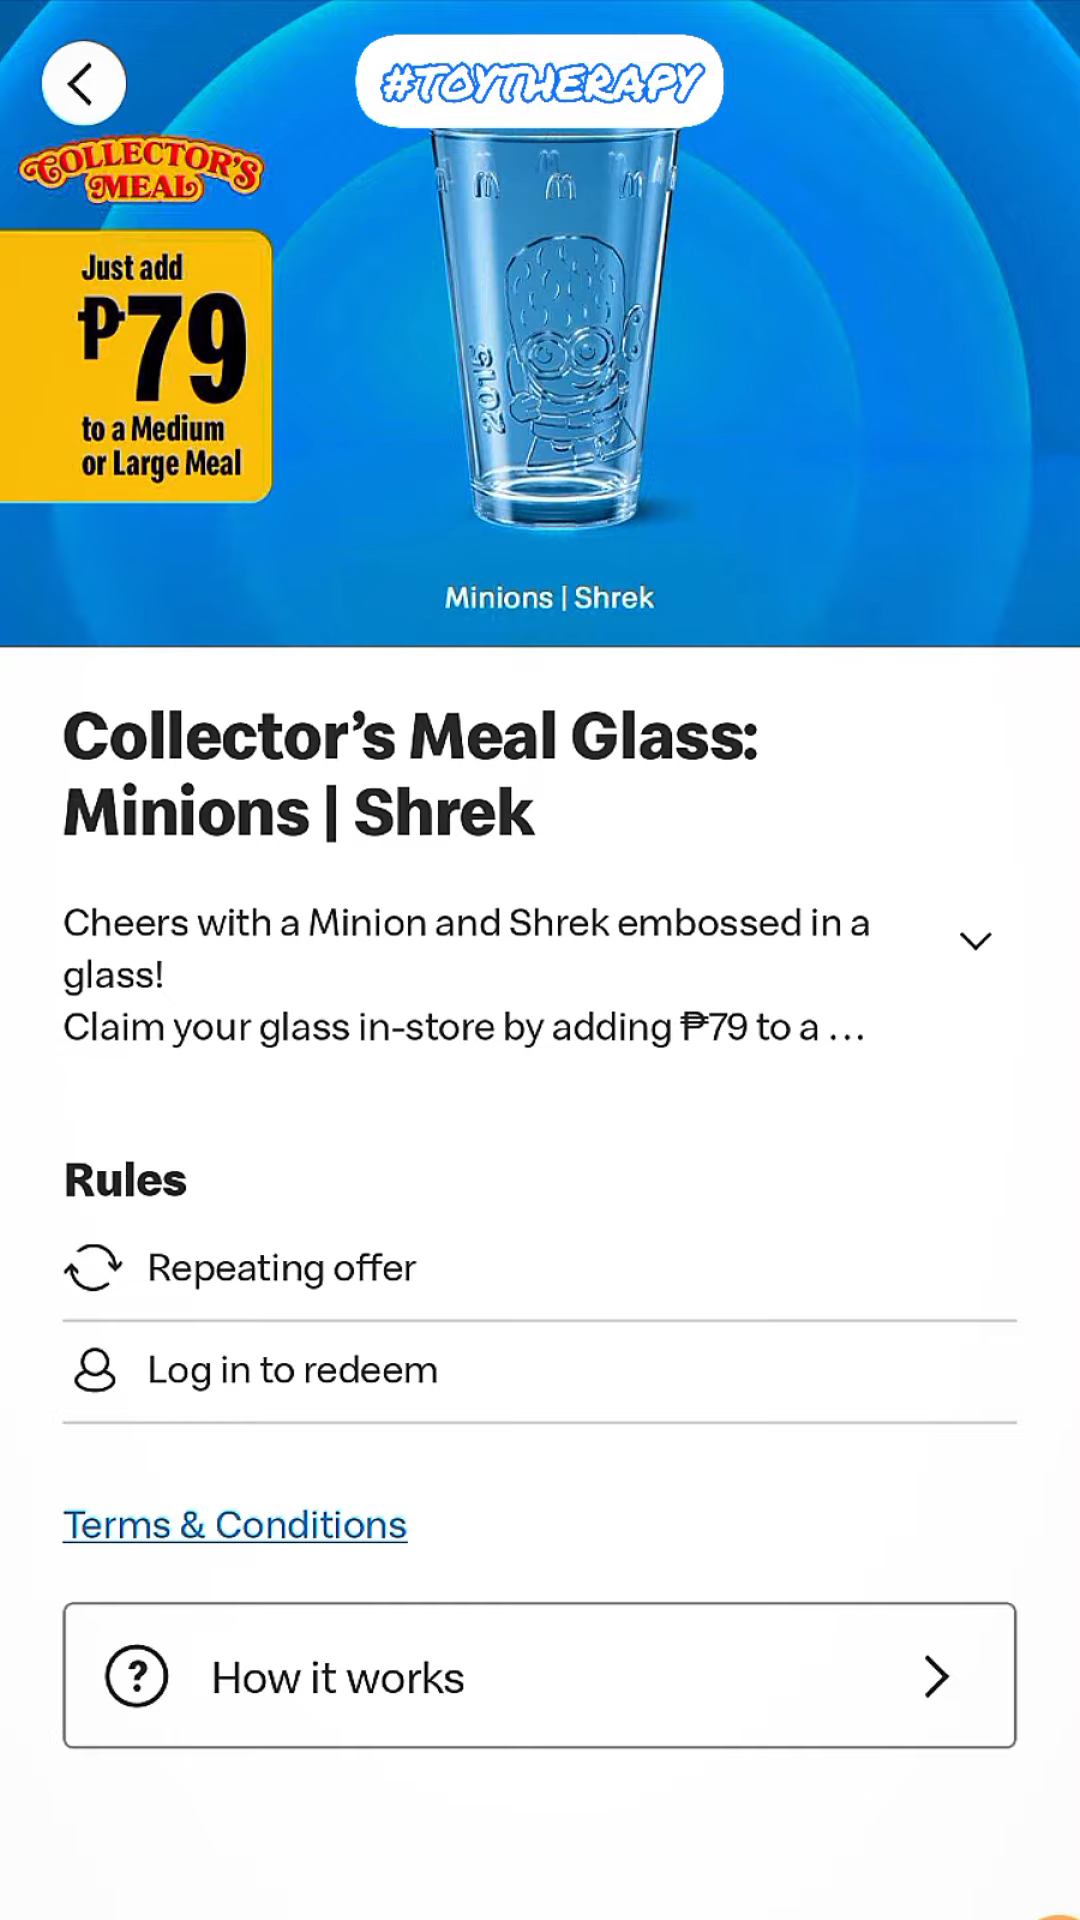 #TOYTHERAPY
COLLECTOR'S
MEAL
Just add
₱79
to a Medium
or Large Meal
2015
Minions | Shrek
Collector's Meal Glass:
Minions | Shrek
Cheers with a Minion and Shrek embossed in a
glass!
Claim your glass in-store by adding ₱79 to a ...
Rules
Repeating offer
Log in to redeem
Terms & Conditions
? How it works